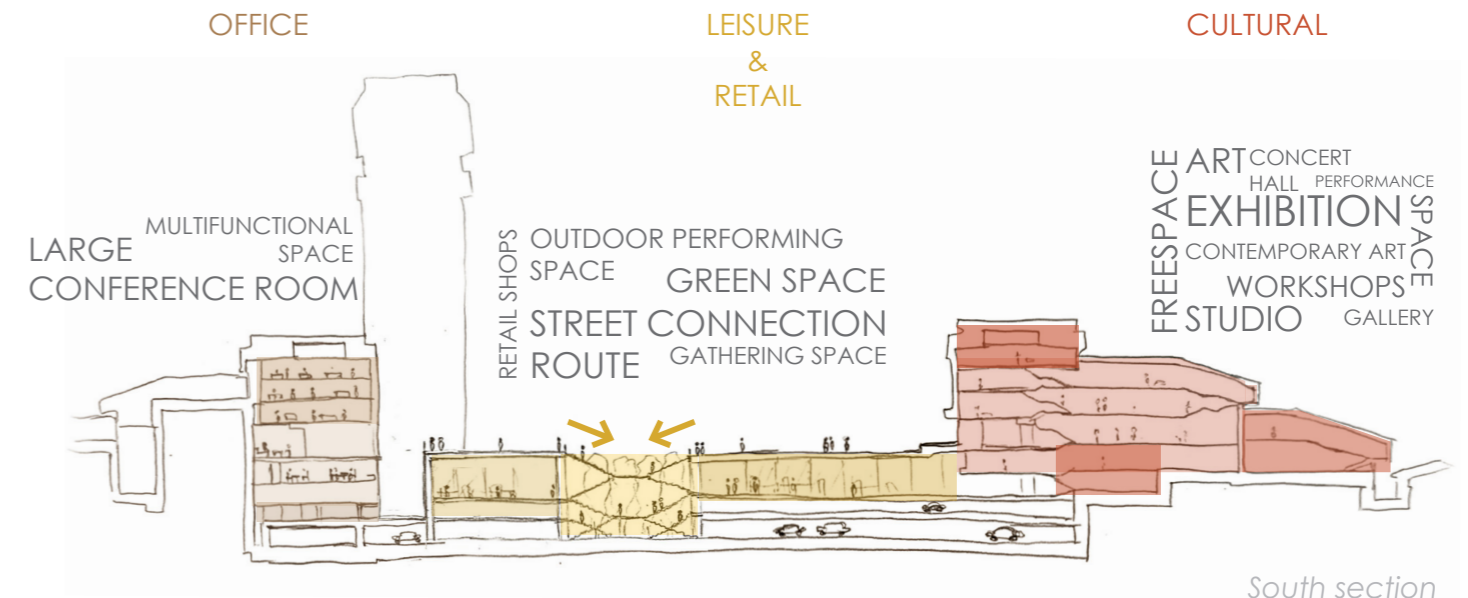 OFFICE
LEISURE
&
RETAIL
CULTURAL
MULTIFUNCTIONAL
SPACE
LARGE
CONFERENCE ROOM
RETAIL SHOPS
OUTDOOR PERFORMING
SPACE
GREEN SPACE
STREET CONNECTION
ROUTE
GATHERING SPACE
FREESPACE
ART
CONCERT
HALL
PERFORMANCE
SPACE
EXHIBITION
CONTEMPORARY ART
WORKSHOPS
STUDIO
GALLERY
South section